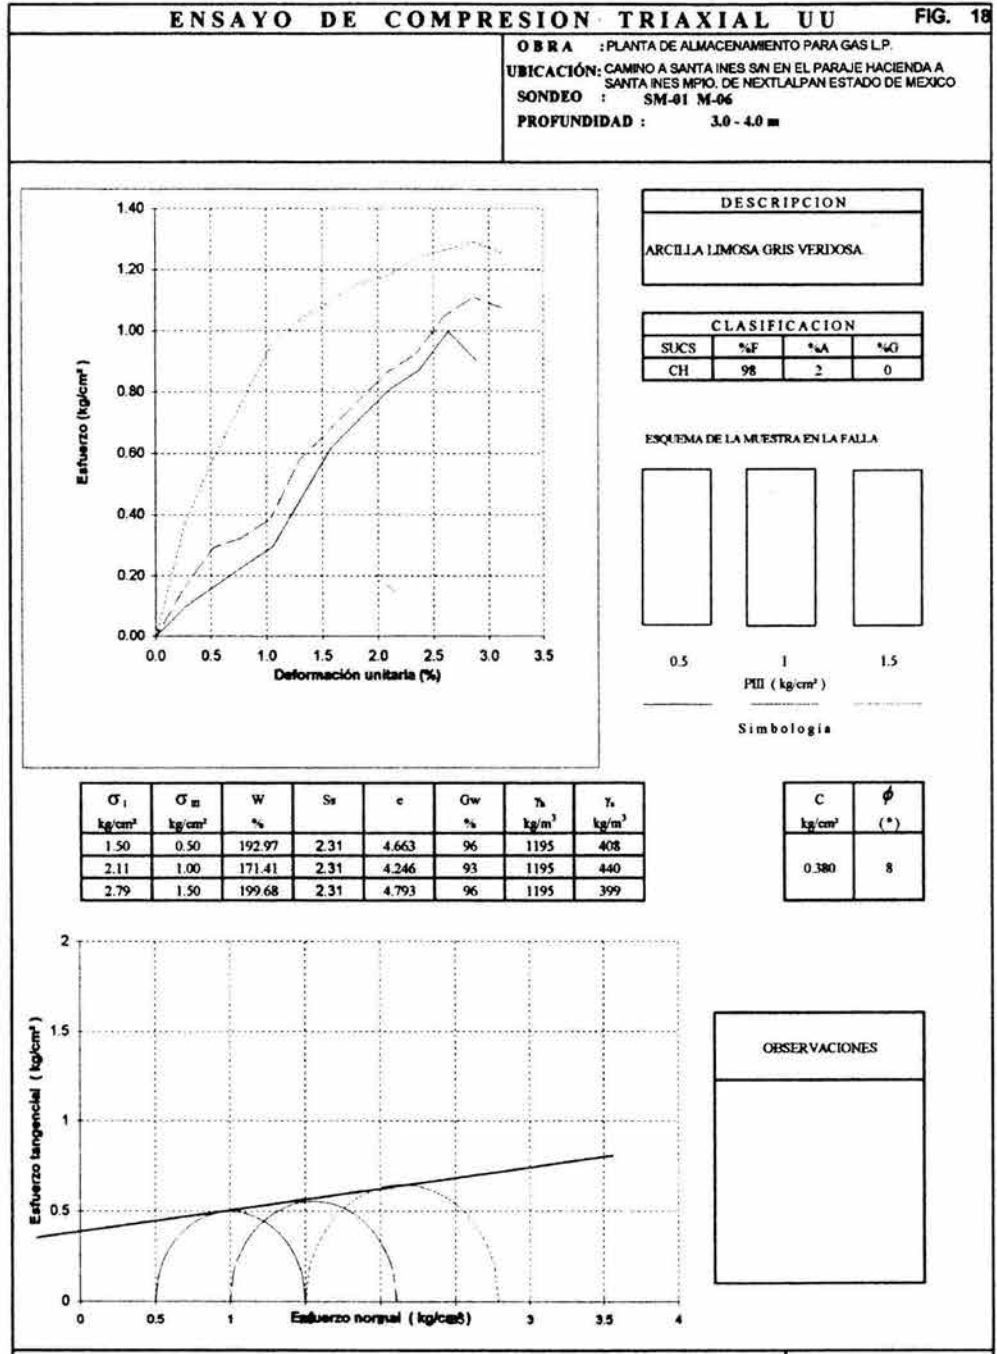 ENSAYO DE COMPRESION TRIAXIAL UU FIG. 18
OBRA : PLANTA DE ALMACENAMIENTO PARA GAS L.P.
UBICACIÓN: CAMINO A SANTA INES S/N EN EL PARAJE HACIENDA A
SANTA INES MPIO. DE NEXTLALPAN ESTADO DE MEXICO
SONDEO : SM-01 M-06
PROFUNDIDAD : 3.0 - 4.0 m
1.40
1.20
1.00
0.80
0.60
0.40
0.20
0.00
Esfuerzo (kg/cm²)
0.0 0.5 1.0 1.5 2.0 2.5 3.0 3.5
Deformación unitaria (%)
DESCRIPCION
ARCILLA LIMOSA GRIS VERDOSA
CLASIFICACION
SUCS %F %A %G
CH 98 2 0
ESQUEMA DE LA MUESTRA EN LA FALLA
0.5 1 1.5
PIII ( kg/cm² )
Simbología
σ I σ III W Ss e Gw γh γs
kg/cm² kg/cm² % % kg/m³ kg/m³
1.50 0.50 192.97 2.31 4.663 96 1195 408
2.11 1.00 171.41 2.31 4.246 93 1195 440
2.79 1.50 199.68 2.31 4.793 96 1195 399
C ϕ
kg/cm² (°)
0.380 8
2
1.5
1
0.5
0
Esfuerzo tangencial ( kg/cm² )
0 0.5 1 1.5 2 2.5 3 3.5 4
Esfuerzo normal ( kg/cm² )
OBSERVACIONES